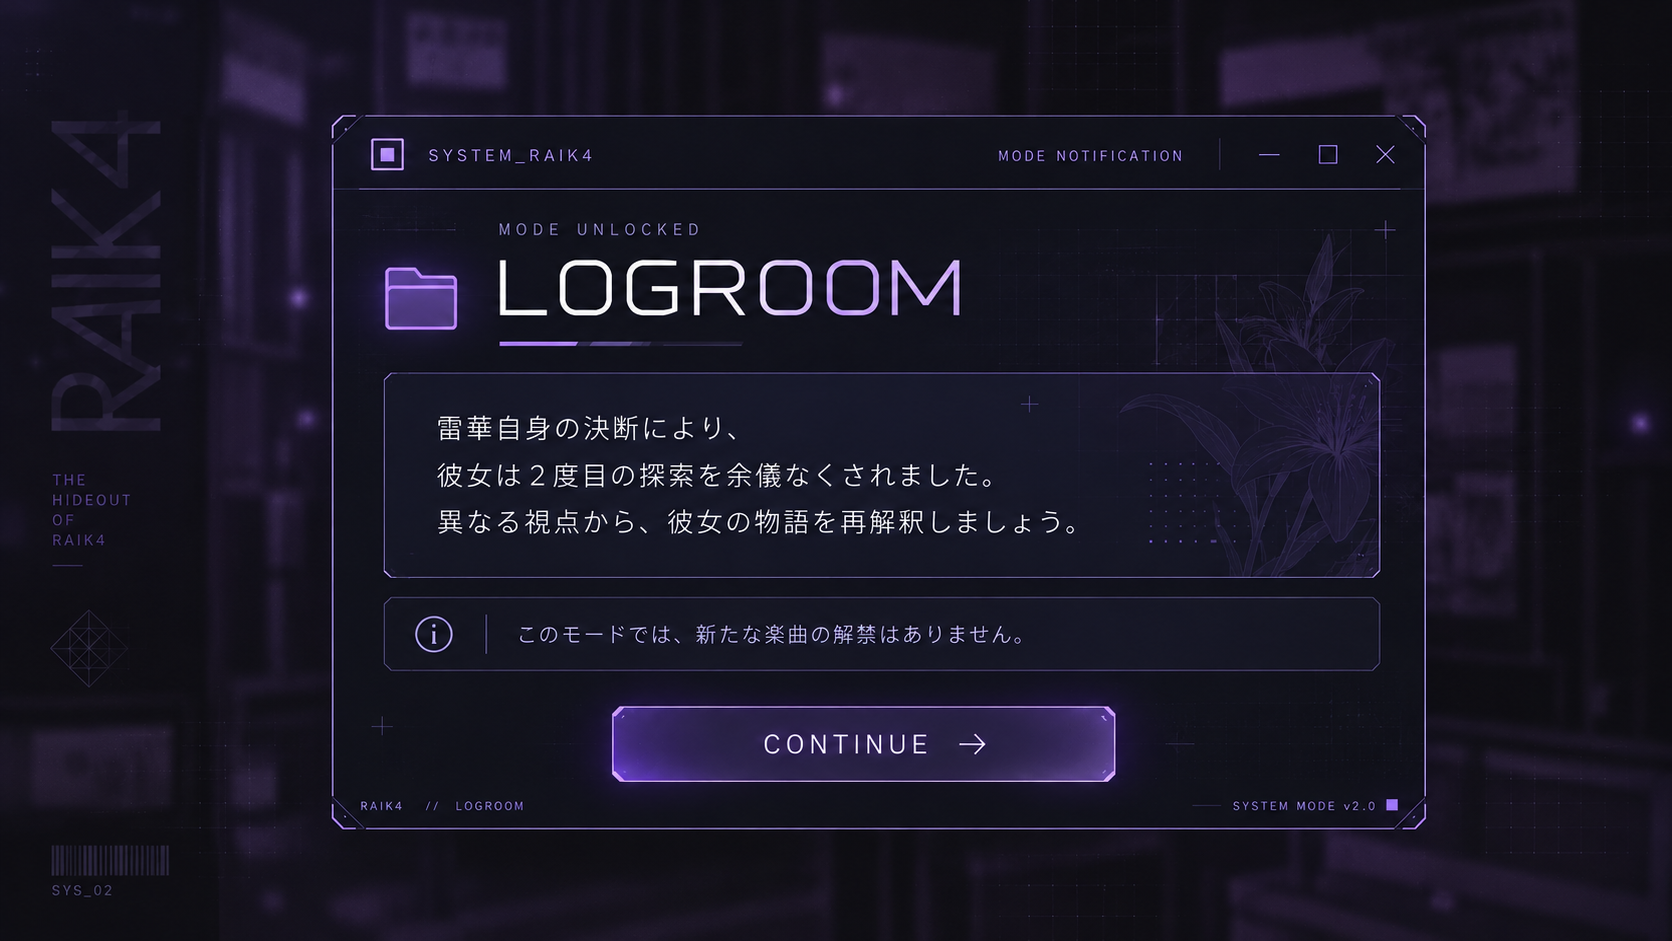 RAIK4
THE
HIDEOUT
OF
RAIK4
SYS_02
SYSTEM_RAIK4
MODE NOTIFICATION
MODE UNLOCKED
LOGROOM
雷華自身の決断により、
彼女は２度目の探索を余儀なくされました。
異なる視点から、彼女の物語を再解釈しましょう。
このモードでは、新たな楽曲の解禁はありません。
CONTINUE →
RAIK4 // LOGROOM
SYSTEM MODE v2.0